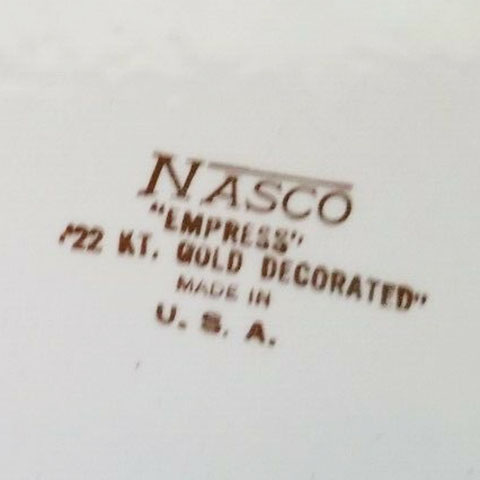 NASCO
"EMPRESS"
"22 KT. GOLD DECORATED"
MADE IN
U. S. A.